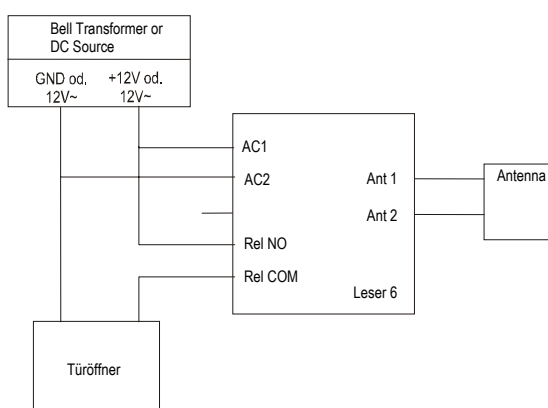 Bell Transformer or
DC Source
GND od. +12V od.
12V~ 12V~
AC1
AC2 Ant 1
Ant 2
Rel NO
Rel COM
Leser 6
Antenna
Türöffner